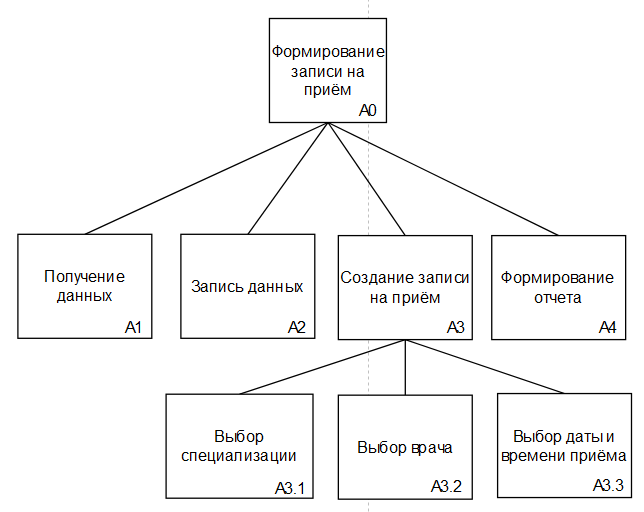 Формирование
записи на
приём
А0
Получение
данных
А1
Запись данных
А2
Создание записи
на приём
А3
Формирование
отчета
А4
Выбор
специализации
А3.1
Выбор врача
А3.2
Выбор даты и
времени приёма
А3.3